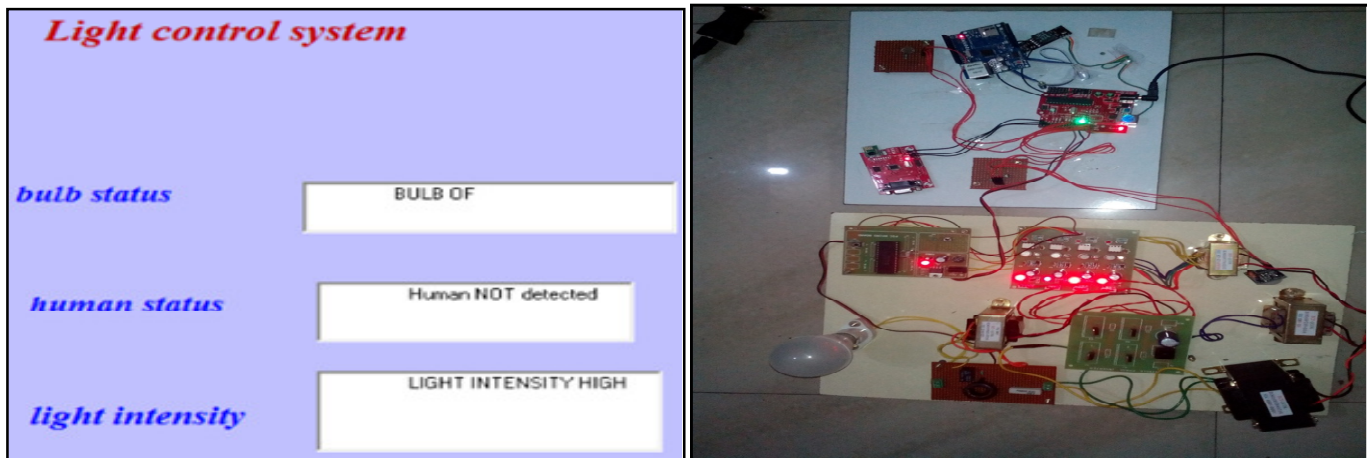 Light control system
bulb status
BULB OF
human status
Human NOT detected
light intensity
LIGHT INTENSITY HIGH